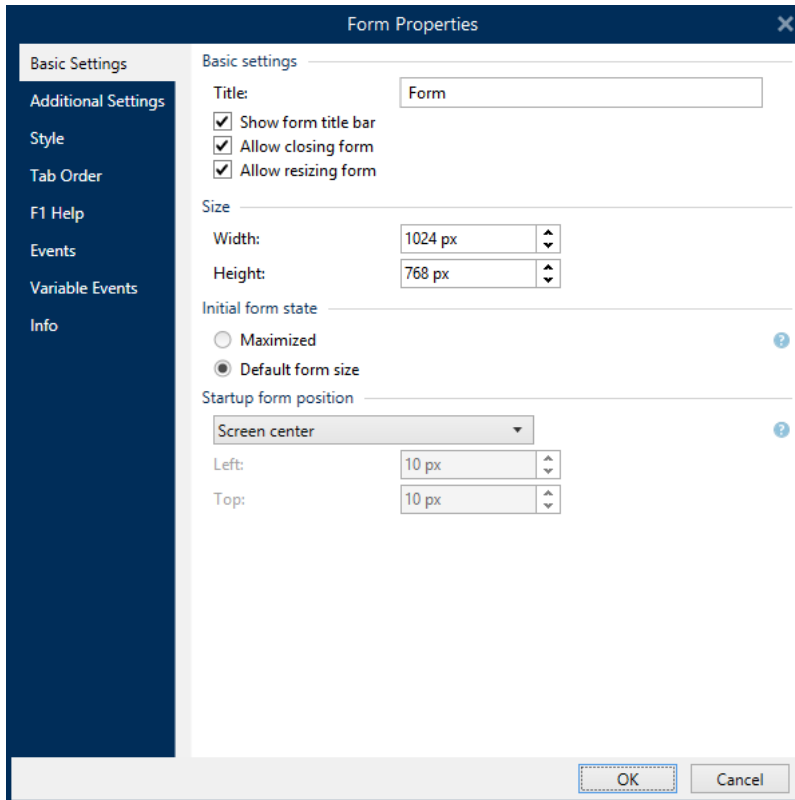 Form Properties
Basic Settings
Additional Settings
Style
Tab Order
F1 Help
Events
Variable Events
Info
Basic settings
Title: Form
Show form title bar
Allow closing form
Allow resizing form
Size
Width: 1024 px
Height: 768 px
Initial form state
Maximized
?
Default form size
Startup form position
Screen center
?
Left: 10 px
Top: 10 px
OK Cancel